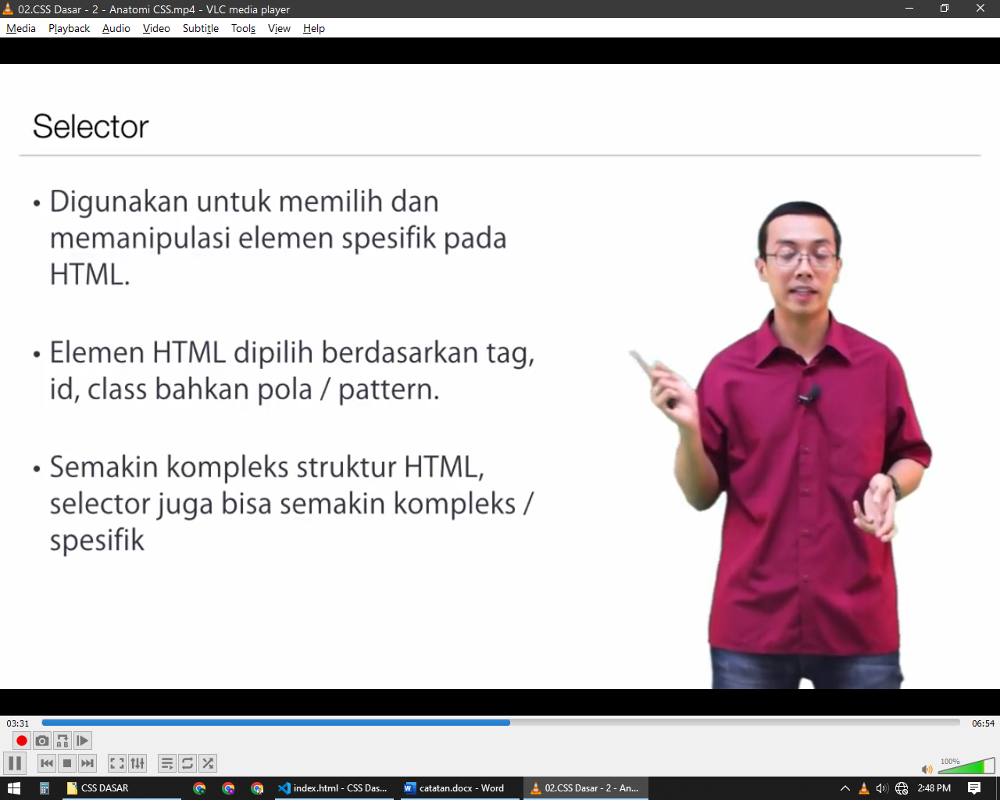 02.CSS Dasar - 2 - Anatomi CSS.mp4 - VLC media player
Media Playback Audio Video Subtitle Tools View Help
Selector
• Digunakan untuk memilih dan
memanipulasi elemen spesifik pada
HTML.
• Elemen HTML dipilih berdasarkan tag,
id, class bahkan pola / pattern.
• Semakin kompleks struktur HTML,
selector juga bisa semakin kompleks /
spesifik
03:31 06:54
A B
100%
CSS DASAR index.html - CSS Das... catatan.docx - Word 02.CSS Dasar - 2 - An... 2:48 PM